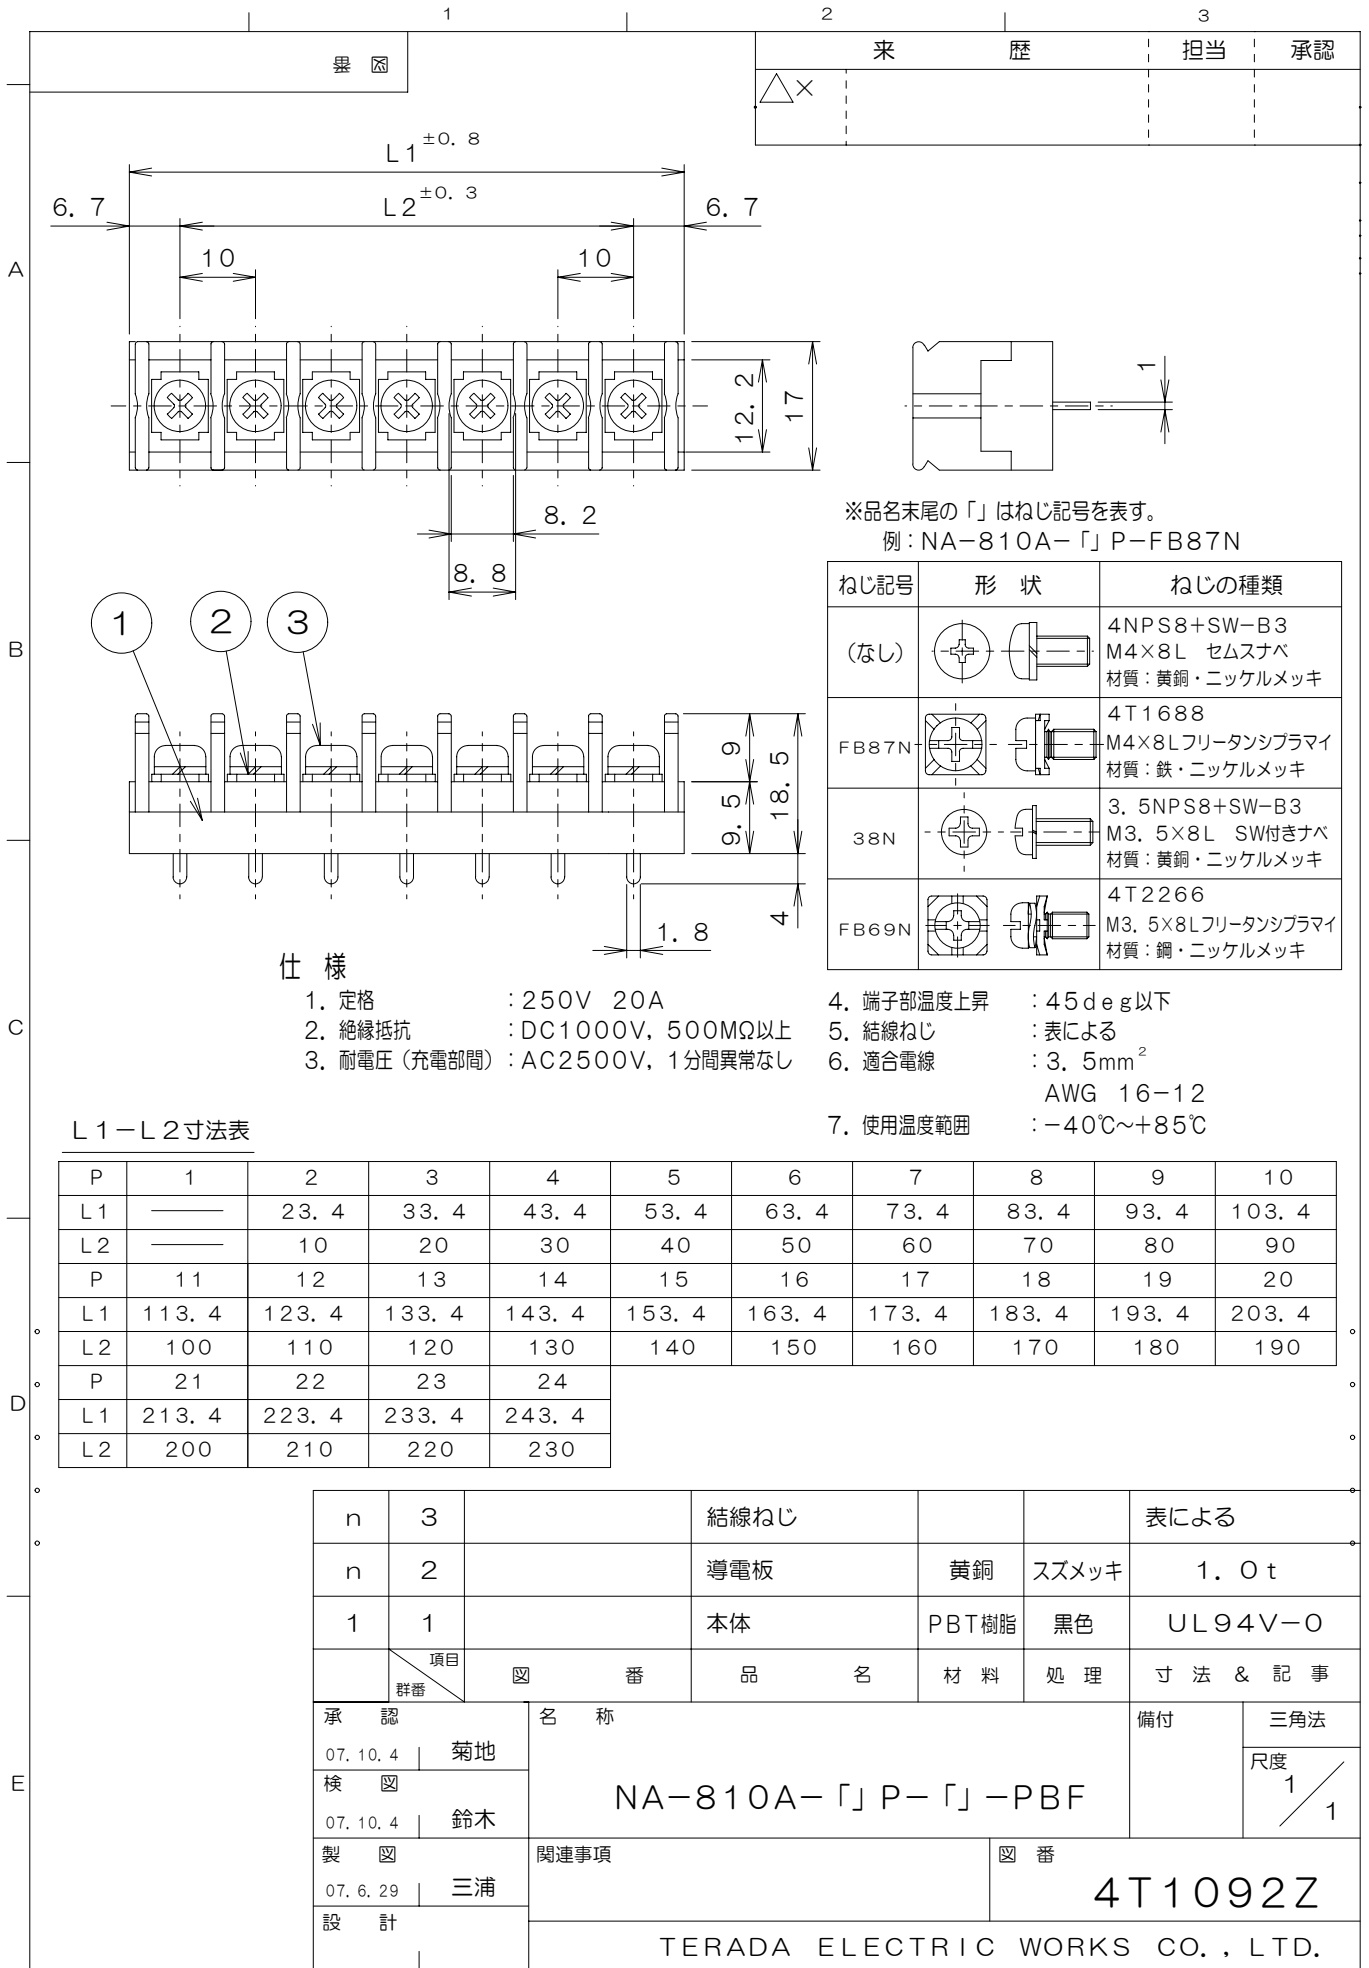 1 2 3
図番
来 歴 担当 承認
△×
L1±0. 8
L2±0. 3
6. 7
6. 7
10
10
A
12. 2
17
1
8. 2
8. 8
※品名末尾の「」はねじ記号を表す。
例：NA－810A－「」P－FB87N
ねじ記号 形 状 ねじの種類
(なし)
4NPS8+SW－B3
M4×8L セムスナベ
材質：黄銅・ニッケルメッキ
FB87N
4T1688
M4×8Lフリータンシプラマイ
材質：鉄・ニッケルメッキ
38N
3. 5NPS8+SW－B3
M3. 5×8L SW付きナベ
材質：黄銅・ニッケルメッキ
FB69N
4T2266
M3. 5×8Lフリータンシプラマイ
材質：鋼・ニッケルメッキ
1 2 3
B
9
9. 5
18. 5
4
1. 8
C
仕 様
1. 定格 ：250V 20A
2. 絶縁抵抗 ：DC1000V, 500MΩ以上
3. 耐電圧（充電部間）：AC2500V, 1分間異常なし
4. 端子部温度上昇 ：45deg以下
5. 結線ねじ ：表による
6. 適合電線 ：3. 5mm²
AWG 16－12
7. 使用温度範囲 ：－40℃～＋85℃
L1－L2寸法表
P 1 2 3 4 5 6 7 8 9 10
L1 ―― 23. 4 33. 4 43. 4 53. 4 63. 4 73. 4 83. 4 93. 4 103. 4
L2 ―― 10 20 30 40 50 60 70 80 90
P 11 12 13 14 15 16 17 18 19 20
L1 113. 4 123. 4 133. 4 143. 4 153. 4 163. 4 173. 4 183. 4 193. 4 203. 4
L2 100 110 120 130 140 150 160 170 180 190
P 21 22 23 24
L1 213. 4 223. 4 233. 4 243. 4
L2 200 210 220 230
D
n 3 結線ねじ 表による
n 2 導電板 黄銅 スズメッキ 1. 0t
1 1 本体 PBT樹脂 黒色 UL94V－0
項目
群番
図 番 品 名 材 料 処 理 寸 法 & 記 事
E
承 認
07. 10. 4 菊地
検 図
07. 10. 4 鈴木
製 図
07. 6. 29 三浦
設 計
名 称
NA－810A－「」P－「」－PBF
備付
三角法
尺度
1/1
関連事項
図 番
4T1092Z
TERADA ELECTRIC WORKS CO., LTD.